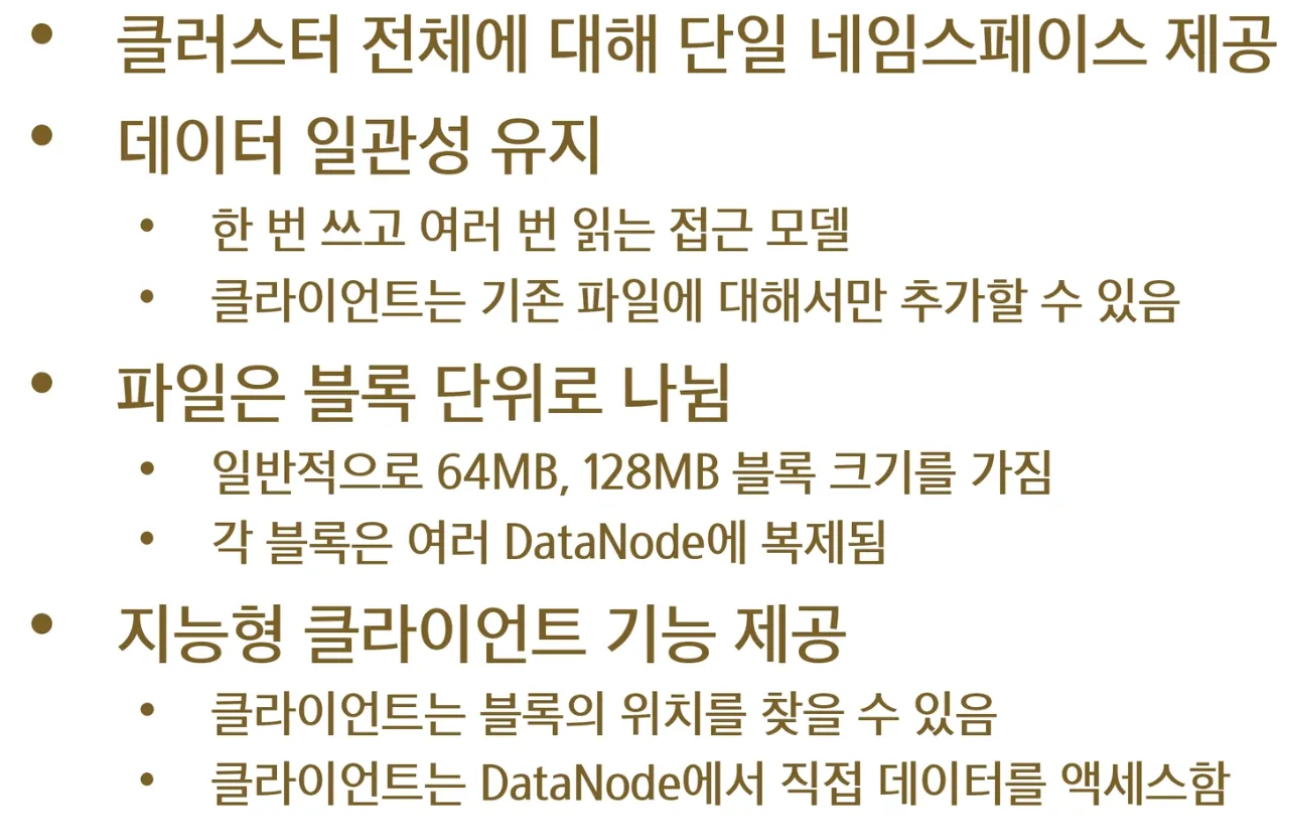 • 클러스터 전체에 대해 단일 네임스페이스 제공
• 데이터 일관성 유지
• 한 번 쓰고 여러 번 읽는 접근 모델
• 클라이언트는 기존 파일에 대해서만 추가할 수 있음
• 파일은 블록 단위로 나뉨
• 일반적으로 64MB, 128MB 블록 크기를 가짐
• 각 블록은 여러 DataNode에 복제됨
• 지능형 클라이언트 기능 제공
• 클라이언트는 블록의 위치를 찾을 수 있음
• 클라이언트는 DataNode에서 직접 데이터를 액세스함